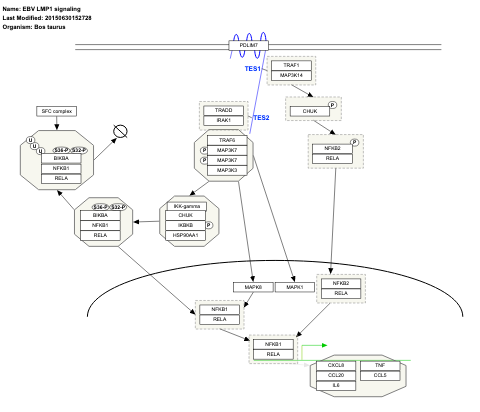 Name: EBV LMP1 signaling
Last Modified: 20150630152728
Organism: Bos taurus
PDLIM7
TES1
TRAF1
MAP3K14
CHUK
P
SFC complex
TRADD
IRAK1
TES2
U
U
U
S36-P S32-P
BIKBA
NFKB1
RELA
TRAF6
P
MAP3K7
P
MAP3K7
MAP3K3
P
NFKB2
RELA
S36-P S32-P
BIKBA
NFKB1
RELA
IKK-gamma
CHUK
IKBKB
P
HSP90AA1
MAPK8
MAPK1
NFKB2
RELA
NFKB1
RELA
NFKB1
RELA
CXCL8
TNF
CCL20
CCL5
IL6